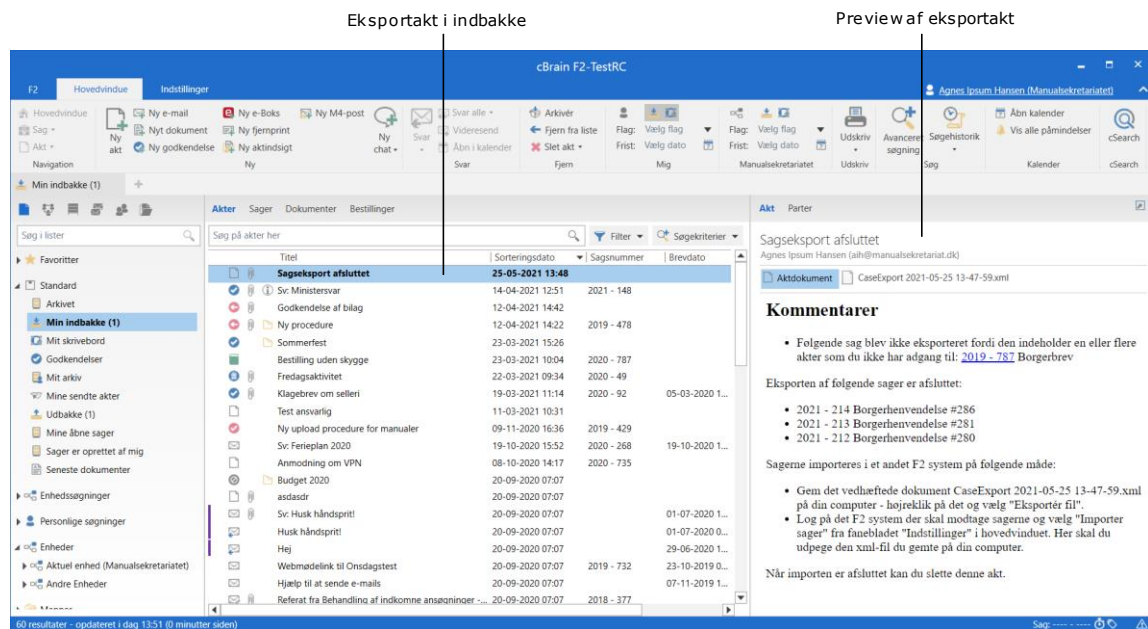 Eksportakt i indbakke
Preview af eksportakt
cBrain F2-TestRC
F2 Hovedvindue Indstillinger
Agnes Ipsum Hansen (Manualsekretariatet)
Hovedvindue
Sag
Akt
Navigation
Ny akt
Ny e-mail
Nyt dokument
Ny godkendelse
Ny e-Boks
Ny fjernprint
Ny aktindsigt
Ny M4-post
Ny chat
Ny
Svar
Svar alle
Videresend
Åbn i kalender
Svar
Arkivér
Fjern fra liste
Slet akt
Fjern
Flag: Vælg flag
Frist: Vælg dato
Mig
Flag: Vælg flag
Frist: Vælg dato
Manualsekretariatet
Udskriv
Udskriv
Avanceret søgning
Søgehistorik
Søg
Åbn kalender
Vis alle påmindelser
Kalender
cSearch
cSearch
Min indbakke (1)
Søg i lister
Favoritter
Standard
Arkivet
Min indbakke (1)
Mit skrivebord
Godkendelser
Mit arkiv
Mine sendte akter
Udbakke (1)
Mine åbne sager
Sager er oprettet af mig
Seneste dokumenter
Enhedssøgninger
Personlige søgninger
Enheder
Aktuel enhed (Manualsekretariatet)
Andre Enheder
Akter Sager Dokumenter Bestillinger
Søg på akter her
Filter
Søgekriterier
Titel Sorteringsdato Sagsnummer Brevdato
Sagseksport afsluttet 25-05-2021 13:48
Sv: Ministersvar 14-04-2021 12:51 2021 - 148
Godkendelse af bilag 12-04-2021 14:42
Ny procedure 12-04-2021 14:22 2019 - 478
Sommerfest 23-03-2021 15:26
Bestilling uden skygge 23-03-2021 10:04 2020 - 787
Fredagsaktivitet 22-03-2021 09:34 2020 - 49
Klagebrev om selleri 19-03-2021 11:14 2020 - 92 05-03-2020 1...
Test ansvarlig 11-03-2021 10:31
Ny upload procedure for manualer 09-11-2020 16:36 2019 - 429
Sv: Ferieplan 2020 19-10-2020 15:52 2020 - 268 19-10-2020 1...
Anmodning om VPN 08-10-2020 14:17 2020 - 735
Budget 2020 20-09-2020 07:07
asdasdr 20-09-2020 07:07
Sv: Husk håndsprit! 20-09-2020 07:07 01-07-2020 1...
Husk håndsprit! 20-09-2020 07:07 01-07-2020 0...
Hej 20-09-2020 07:07 29-06-2020 1...
Webmødelink til Onsdagstest 20-09-2020 07:07 2019 - 732 23-10-2019 0...
Hjælp til at sende e-mails 20-09-2020 07:07 07-11-2019 1...
Referat fra Behandling af indkomne ansøgninger -... 20-09-2020 07:07 2018 - 377
Akt Parter
Sagseksport afsluttet
Agnes Ipsum Hansen (aih@manualsekretariat.dk)
Aktdokument CaseExport 2021-05-25 13-47-59.xml
Kommentarer
• Følgende sag blev ikke eksporteret fordi den indeholder en eller flere
akter som du ikke har adgang til: 2019 - 787 Borgerbrev
Eksporten af følgende sager er afsluttet:
• 2021 - 214 Borgerhenvendelse #286
• 2021 - 213 Borgerhenvendelse #281
• 2021 - 212 Borgerhenvendelse #280
Sagerne importeres i et andet F2 system på følgende måde:
• Gem det vedhæftede dokument CaseExport 2021-05-25 13-47-59.xml
på din computer - højreklik på det og vælg "Eksportér fil".
• Log på det F2 system der skal modtage sagerne og vælg "Importer
sager" fra fanebladet "Indstillinger" i hovedvinduet. Her skal du
udpege den xml-fil du gemte på din computer.
Når importen er afsluttet kan du slette denne akt.
60 resultater - opdateret i dag 13:51 (0 minutter siden)
Sag: ---- - ----